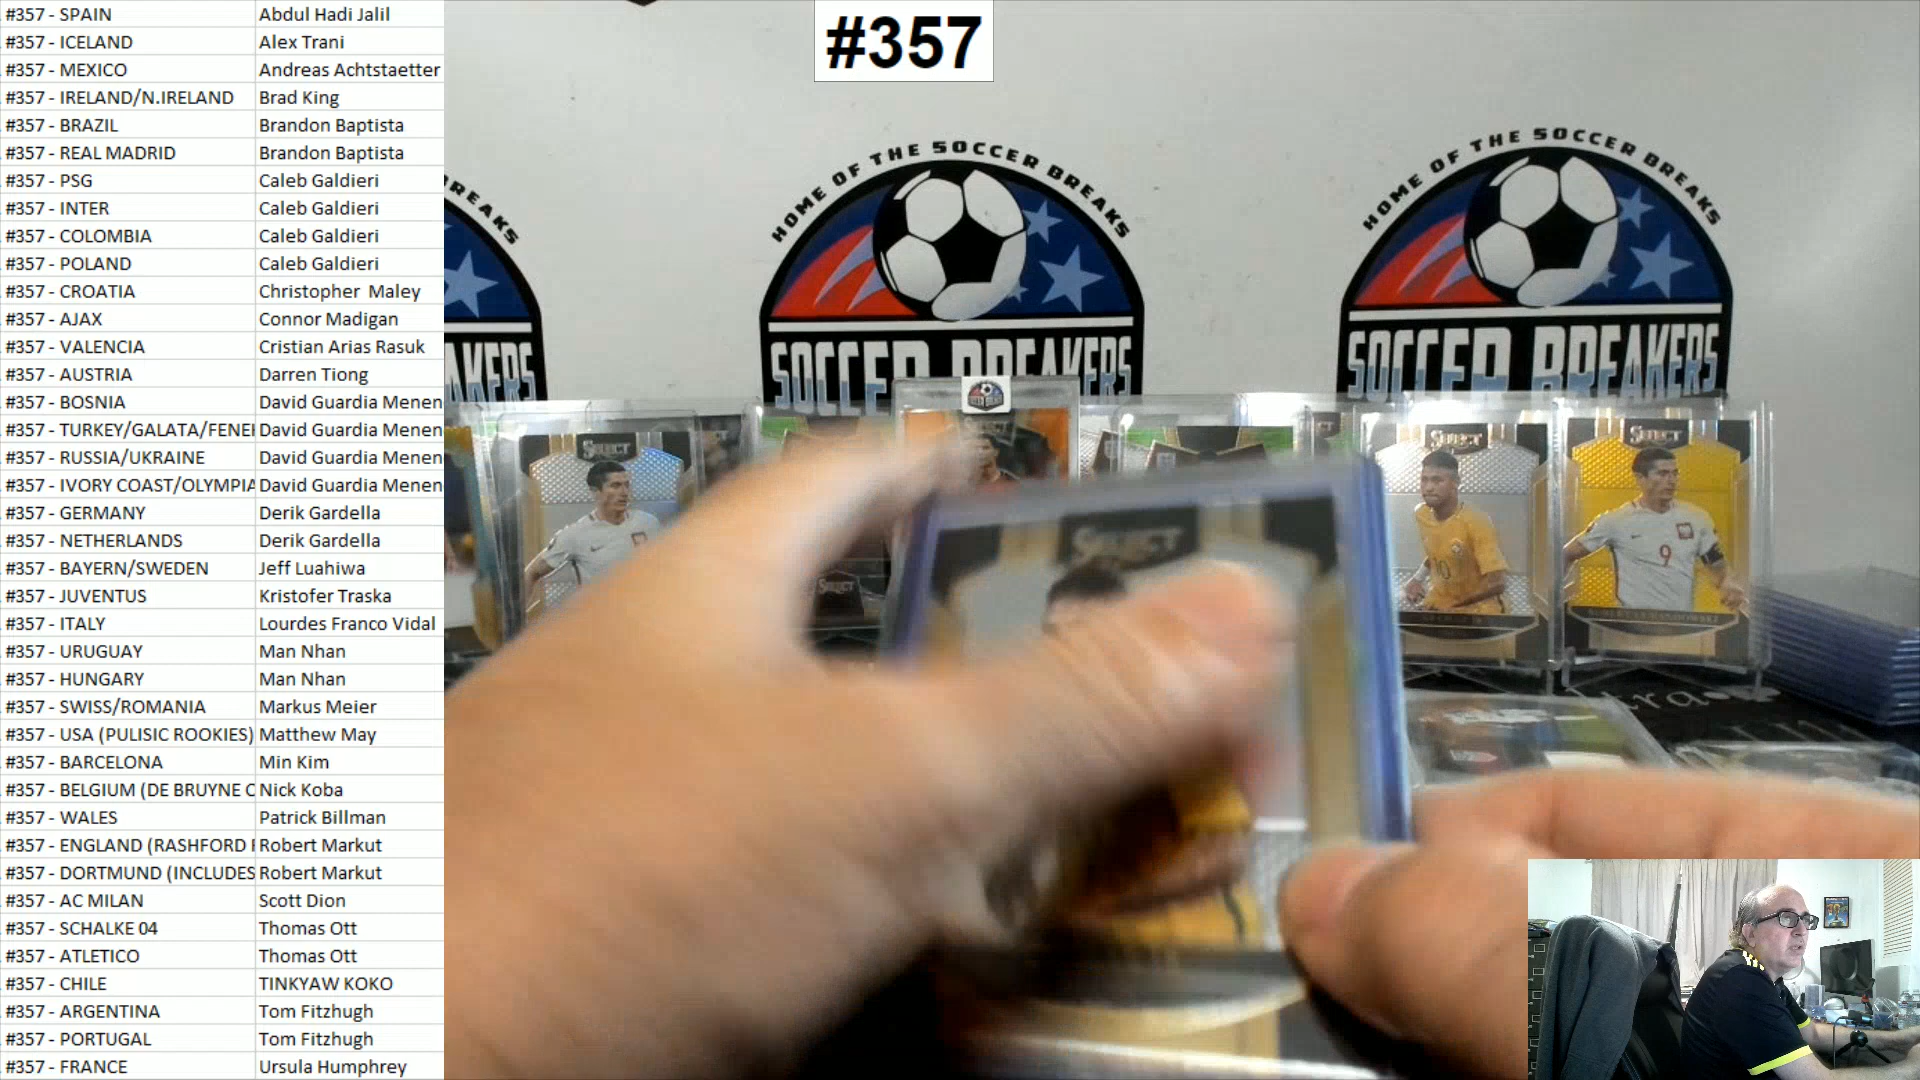 #357 - SPAIN Abdul Hadi Jalil
#357 - ICELAND Alex Trani
#357 - MEXICO Andreas Achtstaetter
#357 - IRELAND/N.IRELAND Brad King
#357 - BRAZIL Brandon Baptista
#357 - REAL MADRID Brandon Baptista
#357 - PSG Caleb Galdieri
#357 - INTER Caleb Galdieri
#357 - COLOMBIA Caleb Galdieri
#357 - POLAND Caleb Galdieri
#357 - CROATIA Christopher Maley
#357 - AJAX Connor Madigan
#357 - VALENCIA Cristian Arias Rasuk
#357 - AUSTRIA Darren Tiong
#357 - BOSNIA David Guardia Menen
#357 - TURKEY/GALATA/FENE David Guardia Menen
#357 - RUSSIA/UKRAINE David Guardia Menen
#357 - IVORY COAST/OLYMPIA David Guardia Menen
#357 - GERMANY Derik Gardella
#357 - NETHERLANDS Derik Gardella
#357 - BAYERN/SWEDEN Jeff Luahiwa
#357 - JUVENTUS Kristofer Traska
#357 - ITALY Lourdes Franco Vidal
#357 - URUGUAY Man Nhan
#357 - HUNGARY Man Nhan
#357 - SWISS/ROMANIA Markus Meier
#357 - USA (PULISIC ROOKIES) Matthew May
#357 - BARCELONA Min Kim
#357 - BELGIUM (DE BRUYNE C Nick Koba
#357 - WALES Patrick Billman
#357 - ENGLAND (RASHFORD Robert Markut
#357 - DORTMUND (INCLUDES Robert Markut
#357 - AC MILAN Scott Dion
#357 - SCHALKE 04 Thomas Ott
#357 - ATLETICO Thomas Ott
#357 - CHILE TINKYAW KOKO
#357 - ARGENTINA Tom Fitzhugh
#357 - PORTUGAL Tom Fitzhugh
#357 - FRANCE Ursula Humphrey
#357
REAKS
AKERS
HOME OF THE SOCCER BREAKS
SOCCER BREAKERS
HOME OF THE SOCCER BREAKS
SOCCER BREAKERS
SELECT
SELECT
SELECT
SELECT
SELECT
10
9